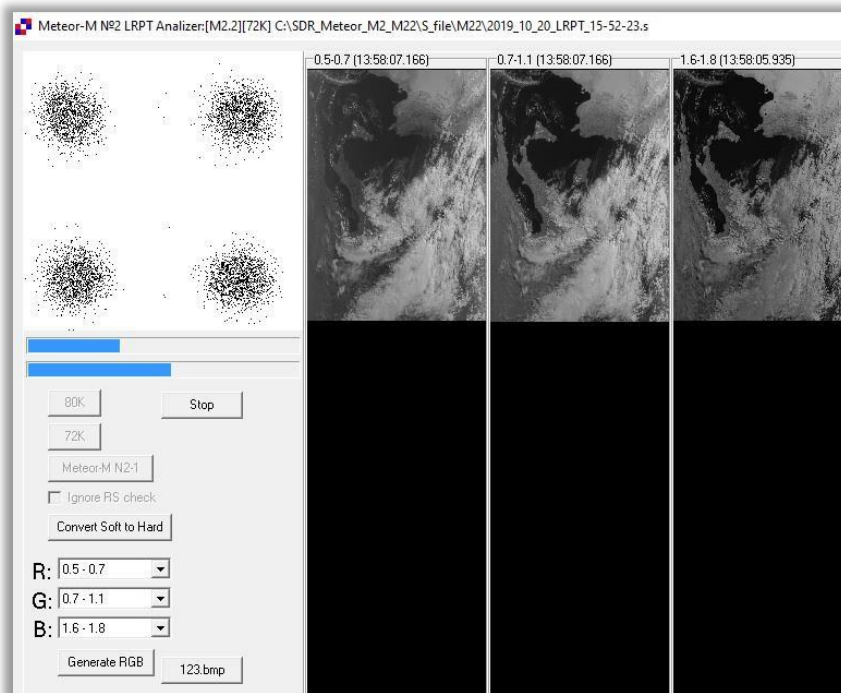 Meteor-M №2 LRPT Analizer:[M2.2][72K] C:\SDR_Meteor_M2_M22\S_file\M22\2019_10_20_LRPT_15-52-23.s
0.5-0.7 (13:58:07.166)
0.7-1.1 (13:58:07.166)
1.6-1.8 (13:58:05.935)
80K
Stop
72K
Meteor-M N2-1
Ignore RS check
Convert Soft to Hard
R: 0.5 - 0.7
G: 0.7 - 1.1
B: 1.6 - 1.8
Generate RGB
123.bmp